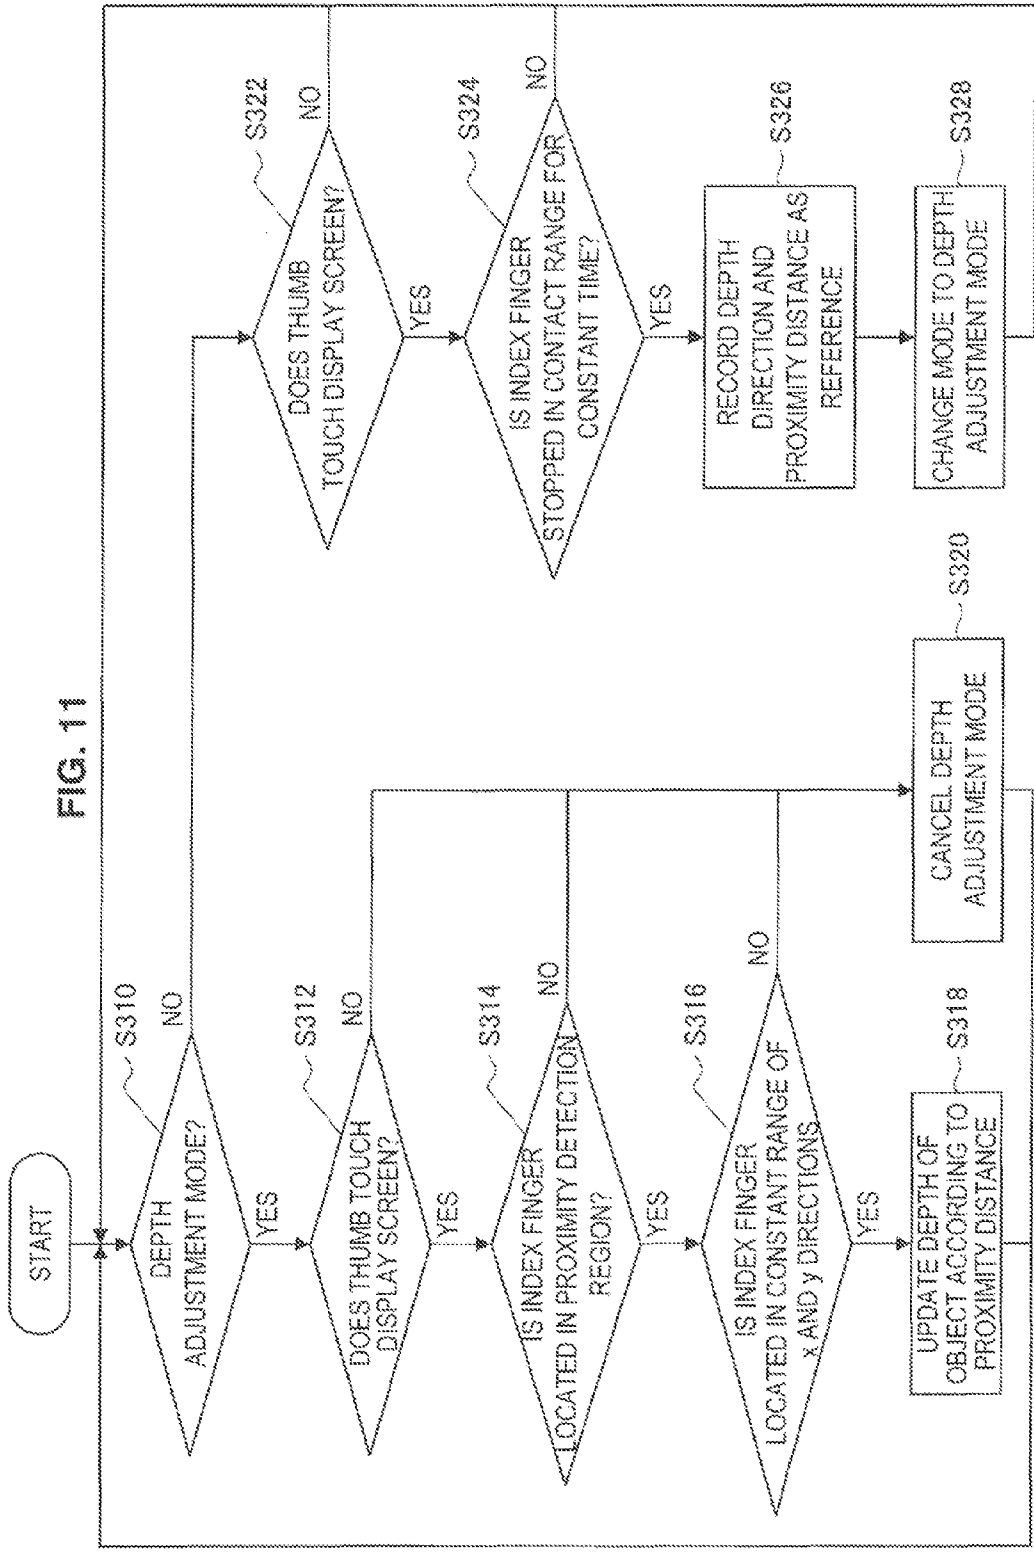 FIG. 11
START
DEPTH
ADJUSTMENT MODE?
S310
NO
YES
DOES THUMB TOUCH
DISPLAY SCREEN?
S312
NO
YES
IS INDEX FINGER
LOCATED IN PROXIMITY DETECTION
REGION?
S314
NO
YES
IS INDEX FINGER
LOCATED IN CONSTANT RANGE OF
x AND y DIRECTIONS
S316
NO
YES
UPDATE DEPTH OF
OBJECT ACCORDING TO
PROXIMITY DISTANCE
S318
CANCEL DEPTH
ADJUSTMENT MODE
S320
DOES THUMB
TOUCH DISPLAY SCREEN?
S322
NO
YES
IS INDEX FINGER
STOPPED IN CONTACT RANGE FOR
CONSTANT TIME?
S324
NO
YES
RECORD DEPTH
DIRECTION AND
PROXIMITY DISTANCE AS
REFERENCE
S326
CHANGE MODE TO DEPTH
ADJUSTMENT MODE
S328